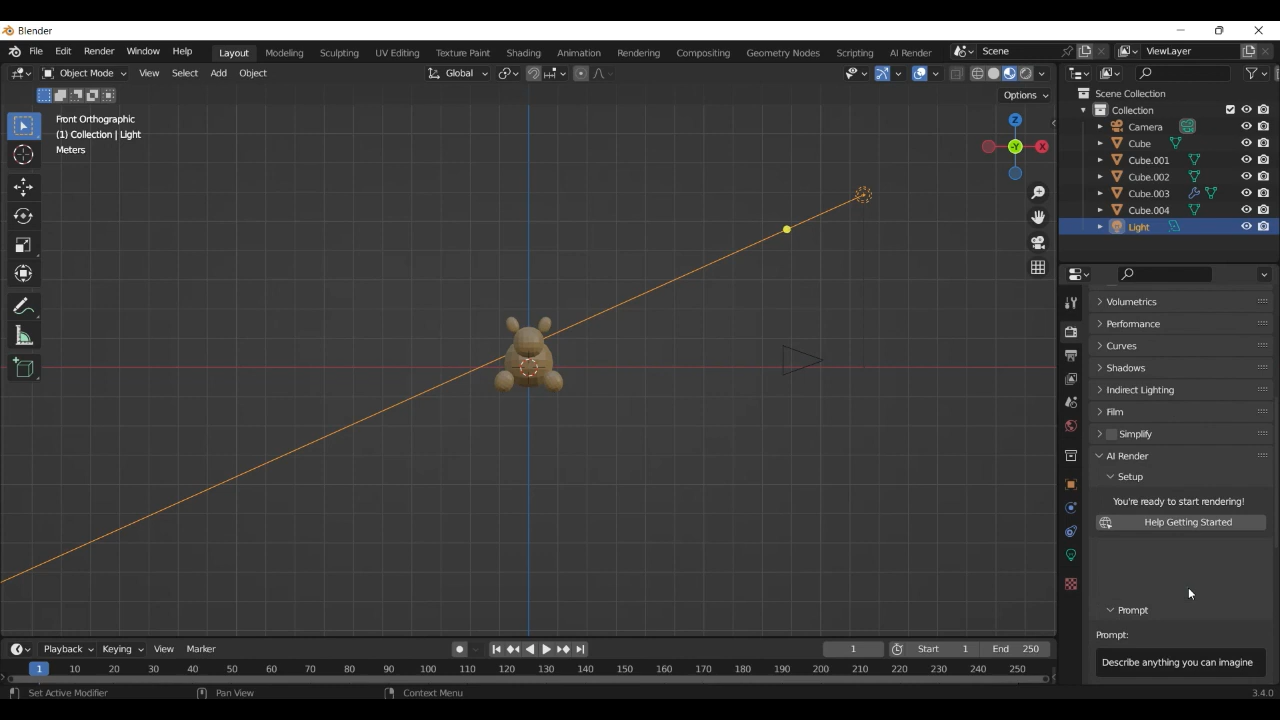 Blender
File Edit Render Window Help Layout Modeling Sculpting UV Editing Texture Paint Shading Animation Rendering Compositing Geometry Nodes Scripting AI Render Scene ViewLayer
Object Mode View Select Add Object Global
Options
Front Orthographic
(1) Collection | Light
Meters
Z
-Y X
Scene Collection
Collection
Camera
Cube
Cube.001
Cube.002
Cube.003
Cube.004
Light
Volumetrics
Performance
Curves
Shadows
Indirect Lighting
Film
Simplify
AI Render
Setup
You're ready to start rendering!
Help Getting Started
Prompt
Prompt:
Describe anything you can imagine
Playback Keying View Marker 1 Start 1 End 250
1 10 20 30 40 50 60 70 80 90 100 110 120 130 140 150 160 170 180 190 200 210 220 230 240 250
Set Active Modifier Pan View Context Menu 3.4.0